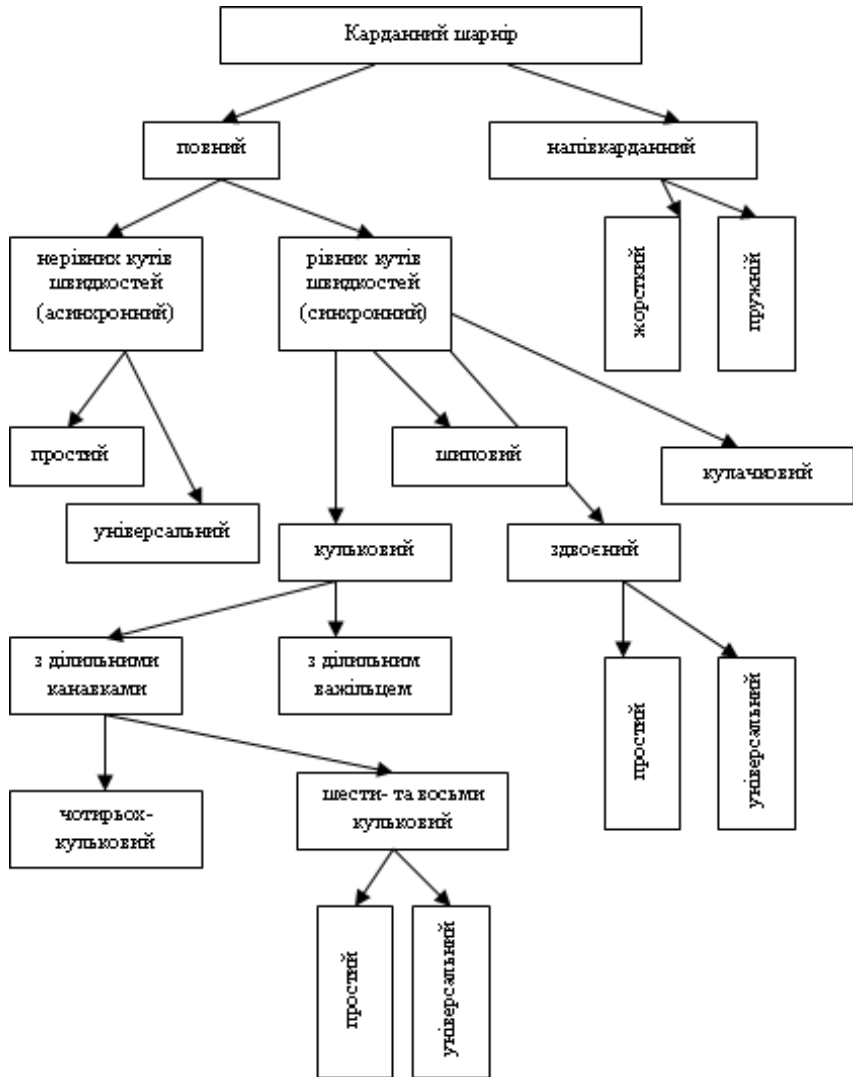 Карданний шарнір
повний
напівкарданний
нерівних кутів
швидкостей
(асинхронний)
рівних кутів
швидкостей
(синхронний)
жорсткий
пружній
простий
шиповий
кулачковий
універсальний
кульковий
здвоєний
з ділильними
канавками
з ділильним
важільцем
простий
універсальний
чотирьох-
кульковий
шести- та восьми
кульковий
простий
універсальний